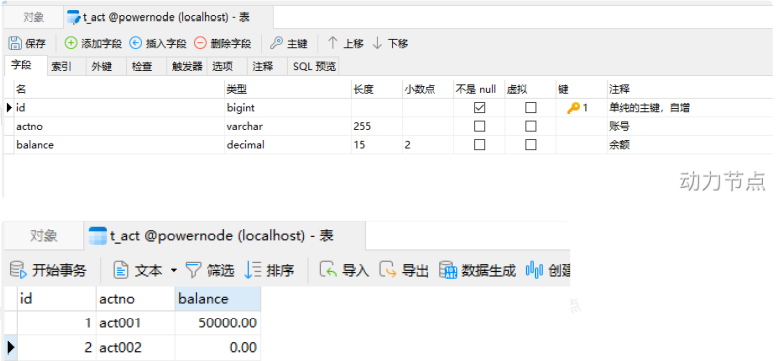 对象 t_act @powernode (localhost) - 表
保存 添加字段 插入字段 删除字段 主键 上移 下移
字段 索引 外键 检查 触发器 选项 注释 SQL 预览
名 类型 长度 小数点 不是 null 虚拟 键 注释
id bigint 1 单纯的主键，自增
actno varchar 255 账号
balance decimal 15 2 余额
动力节点
对象 t_act @powernode (localhost) - 表
开始事务 文本 筛选 排序 导入 导出 数据生成 创建
id actno balance
1 act001 50000.00
2 act002 0.00